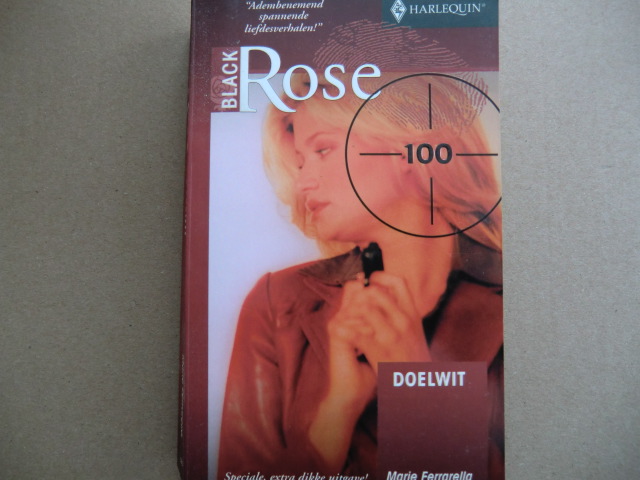 "Adembenemend
spannende
liefdesverhalen!"
HARLEQUIN®
BLACK
Rose
100
DOELWIT
Speciale, extra dikke uitgave!
Marie Ferrarella